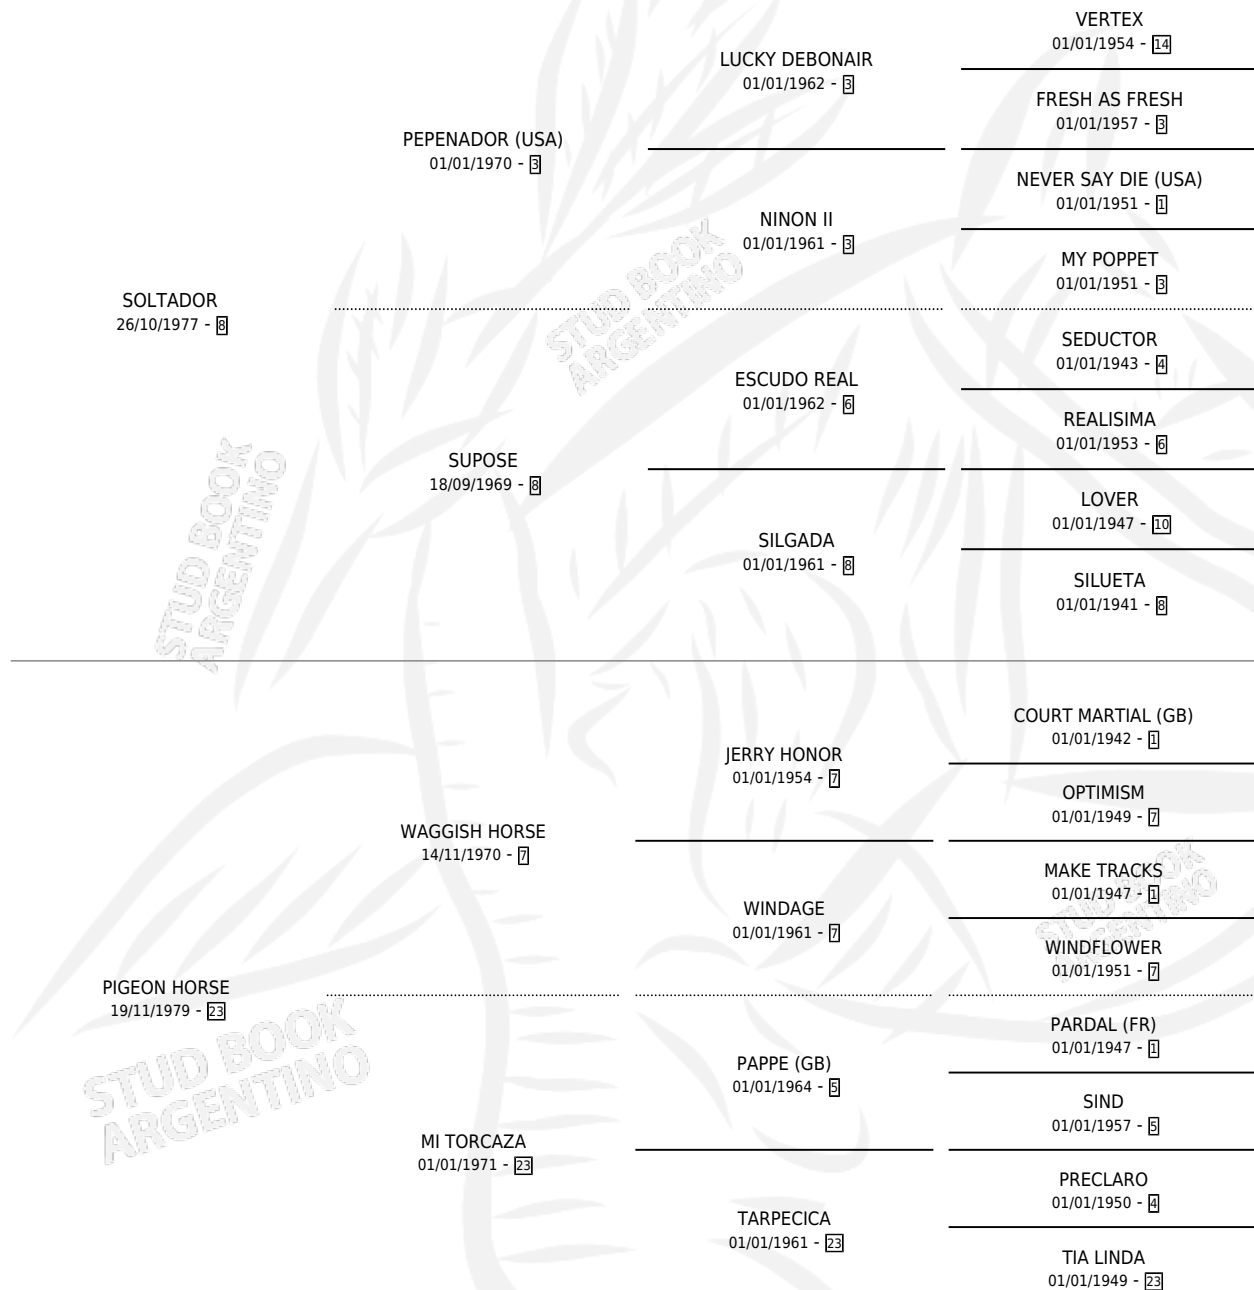 VERTEX
01/01/1954 - 14
LUCKY DEBONAIR
01/01/1962 - 3
FRESH AS FRESH
01/01/1957 - 3
PEPENADOR (USA)
01/01/1970 - 3
NEVER SAY DIE (USA)
01/01/1951 - 1
NINON II
01/01/1961 - 3
MY POPPET
01/01/1951 - 3
SOLTADOR
26/10/1977 - 8
SEDUCTOR
01/01/1943 - 4
ESCUDO REAL
01/01/1962 - 6
REALISIMA
01/01/1953 - 6
SUPOSE
18/09/1969 - 8
LOVER
01/01/1947 - 10
SILGADA
01/01/1961 - 8
SILUETA
01/01/1941 - 8
COURT MARTIAL (GB)
01/01/1942 - 1
JERRY HONOR
01/01/1954 - 7
OPTIMISM
01/01/1949 - 7
WAGGISH HORSE
14/11/1970 - 7
MAKE TRACKS
01/01/1947 - 1
WINDAGE
01/01/1961 - 7
WINDFLOWER
01/01/1951 - 7
PIGEON HORSE
19/11/1979 - 23
PARDAL (FR)
01/01/1947 - 1
PAPPE (GB)
01/01/1964 - 5
SIND
01/01/1957 - 5
MI TORCAZA
01/01/1971 - 23
PRECLARO
01/01/1950 - 4
TARPECICA
01/01/1961 - 23
TIA LINDA
01/01/1949 - 23
STUD BOOK
ARGENTINO
STUD BOOK
ARGENTINO
STUD BOOK
ARGENTINO
STUD BOOK
ARGENTINO